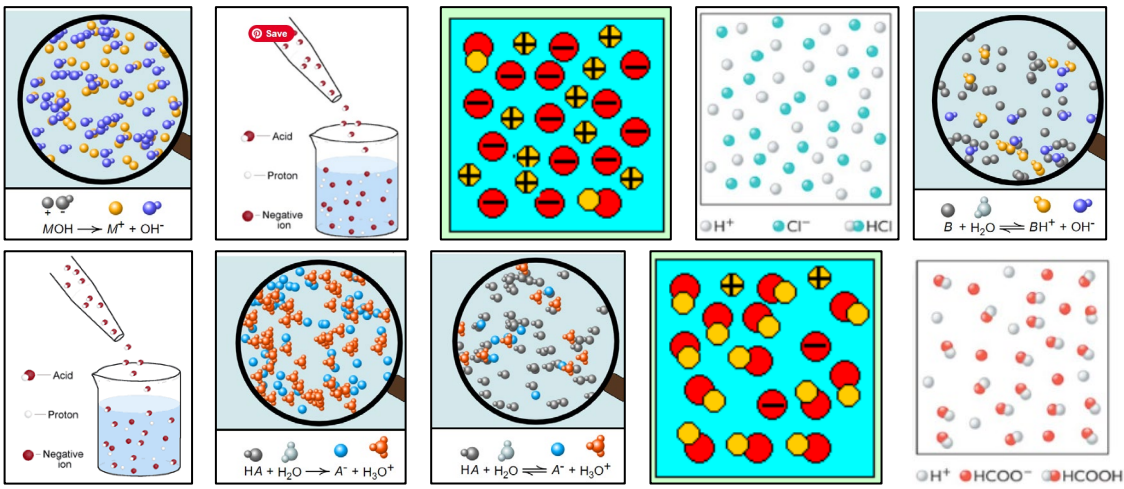 MOH → M⁺ + OH⁻
Save
Acid
Proton
Negative
ion
H⁺ Cl⁻ HCl
B + H₂O ⇌ BH⁺ + OH⁻
Acid
Proton
Negative
ion
HA + H₂O → A⁻ + H₃O⁺
HA + H₂O ⇌ A⁻ + H₃O⁺
H⁺ HCOO⁻ HCOOH